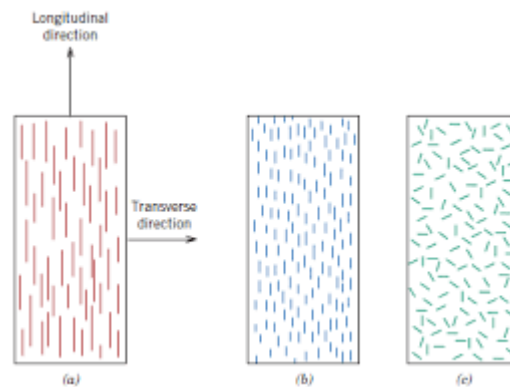 Longitudinal
direction
Transverse
direction
(a)
(b)
(c)